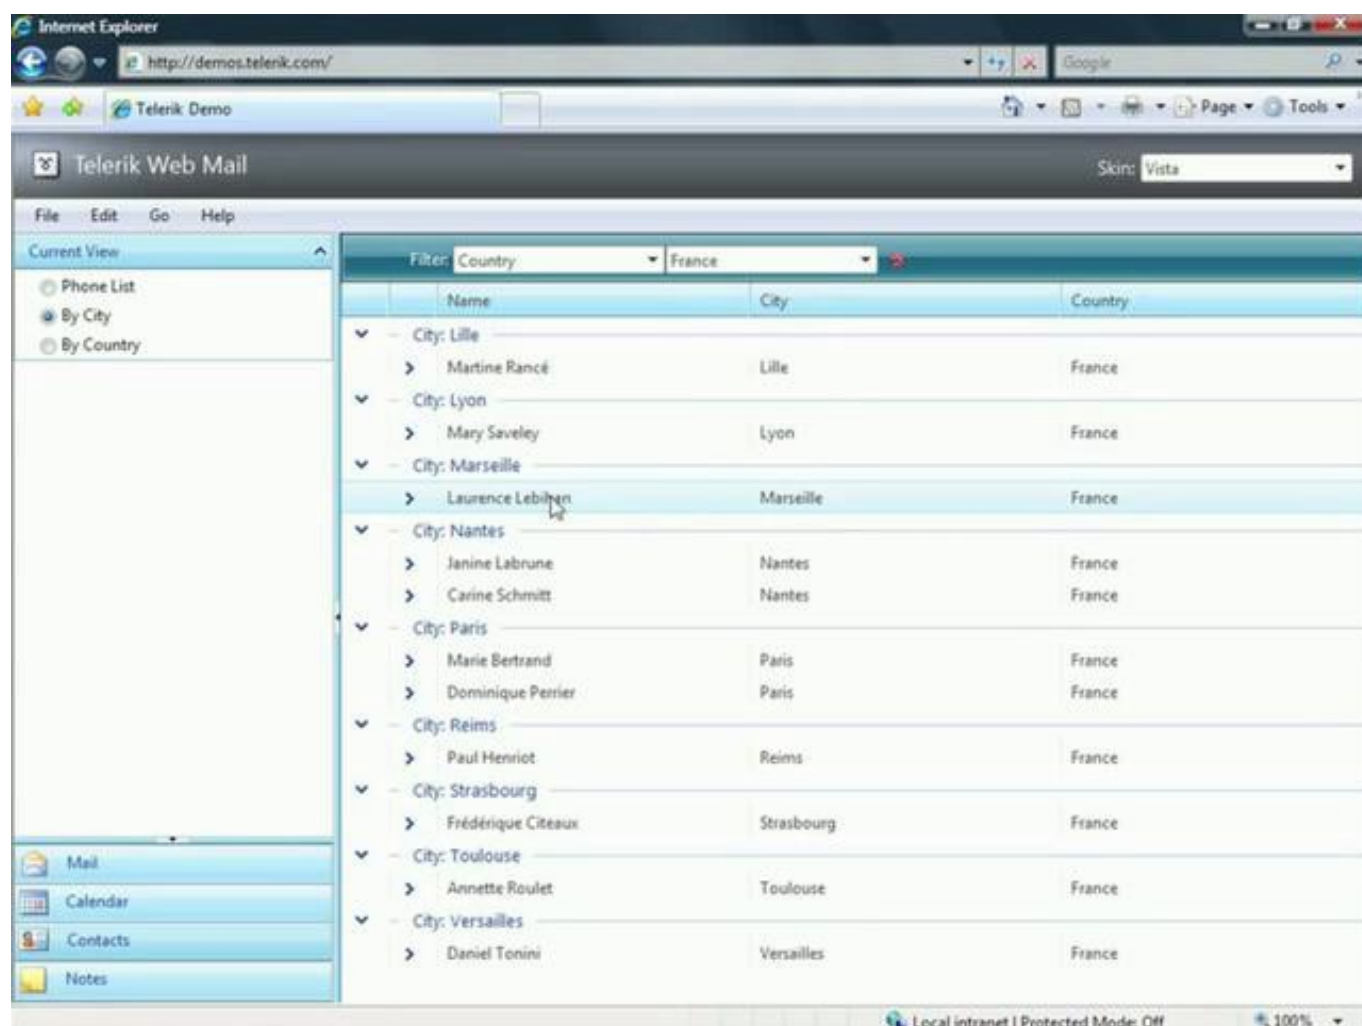 Internet Explorer
http://demos.telerik.com/
Google
Telerik Demo
Page
Tools
Telerik Web Mail
Skin: Vista
File Edit Go Help
Current View
Phone List
By City
By Country
Filter: Country France
Name City Country
City: Lille
Martine Rancé Lille France
City: Lyon
Mary Saveley Lyon France
City: Marseille
Laurence Lebihan Marseille France
City: Nantes
Janine Labrune Nantes France
Carine Schmitt Nantes France
City: Paris
Marie Bertrand Paris France
Dominique Perrier Paris France
City: Reims
Paul Henriot Reims France
City: Strasbourg
Frédérique Citeaux Strasbourg France
City: Toulouse
Annette Roulet Toulouse France
City: Versailles
Daniel Tonini Versailles France
Mail
Calendar
Contacts
Notes
Local intranet | Protected Mode: Off
100%